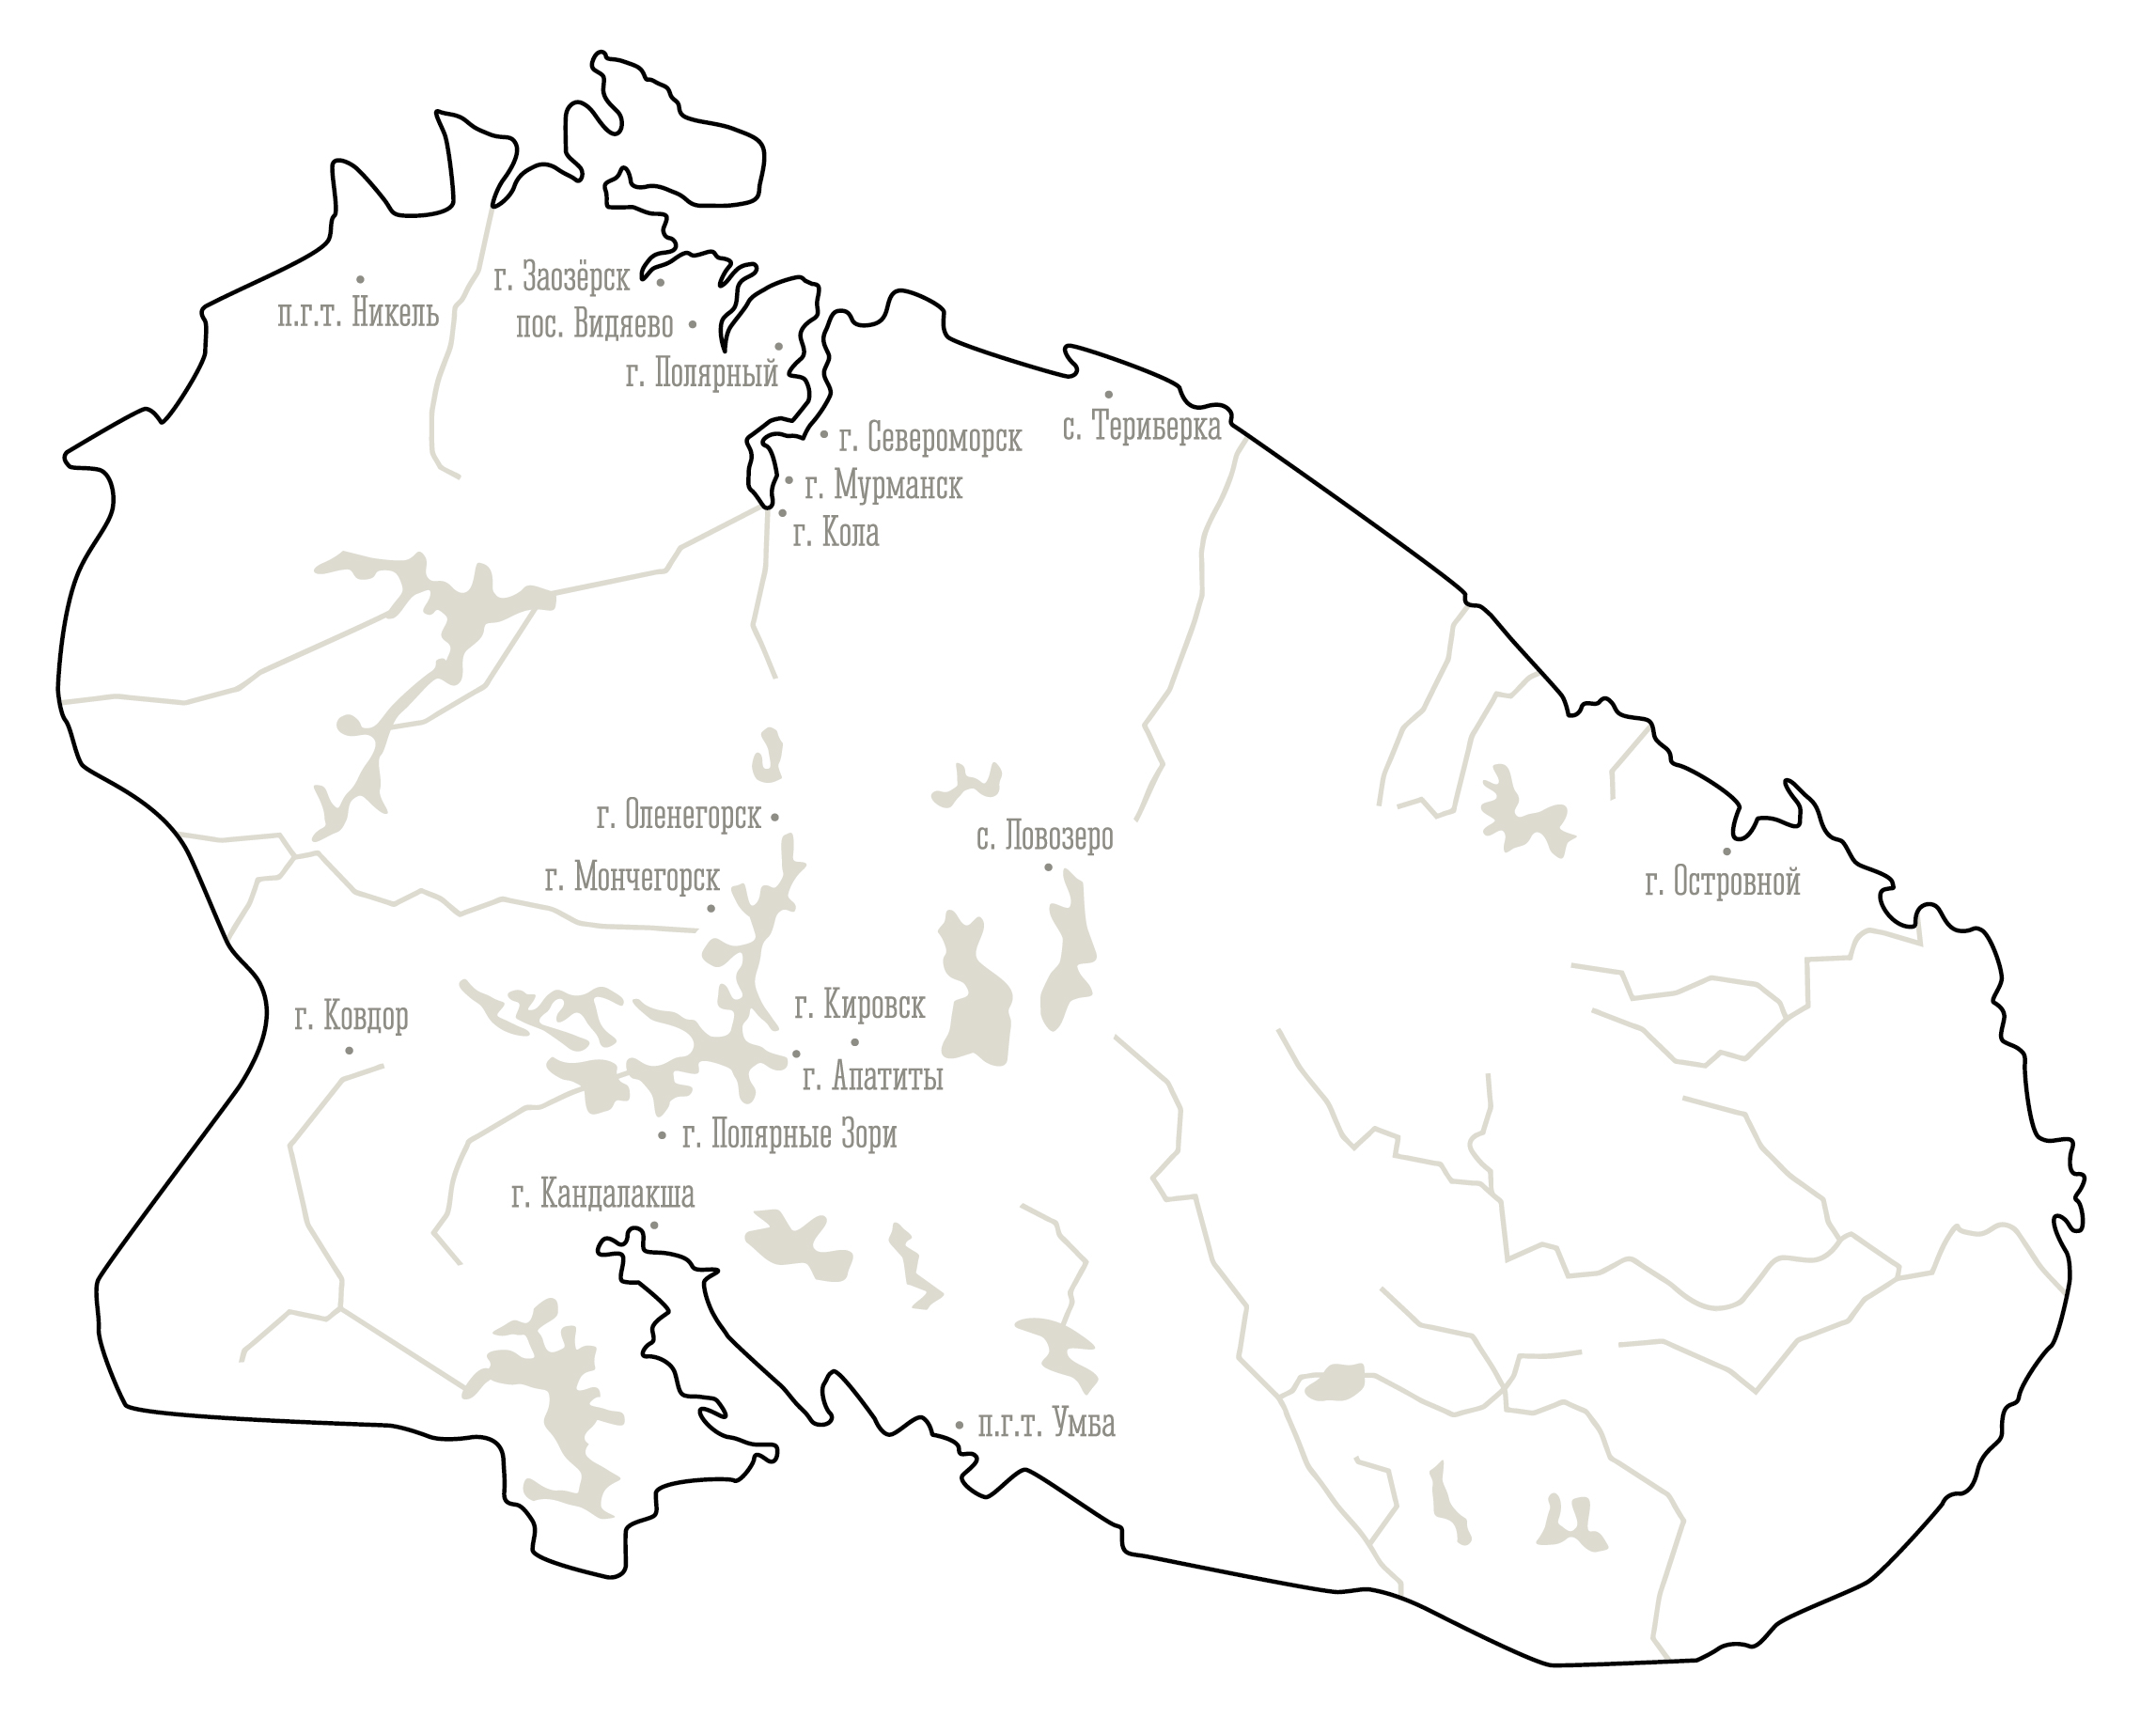 г. Заозёрск
п.г.т. Никель
пос. Видяево
г. Полярный
с. Териберка
г. Североморск
г. Мурманск
г. Кола
г. Оленегорск
с. Ловозеро
г. Мончегорск
г. Островной
г. Кировск
г. Ковдор
г. Апатиты
г. Полярные Зори
г. Кандалакша
п.г.т. Умба